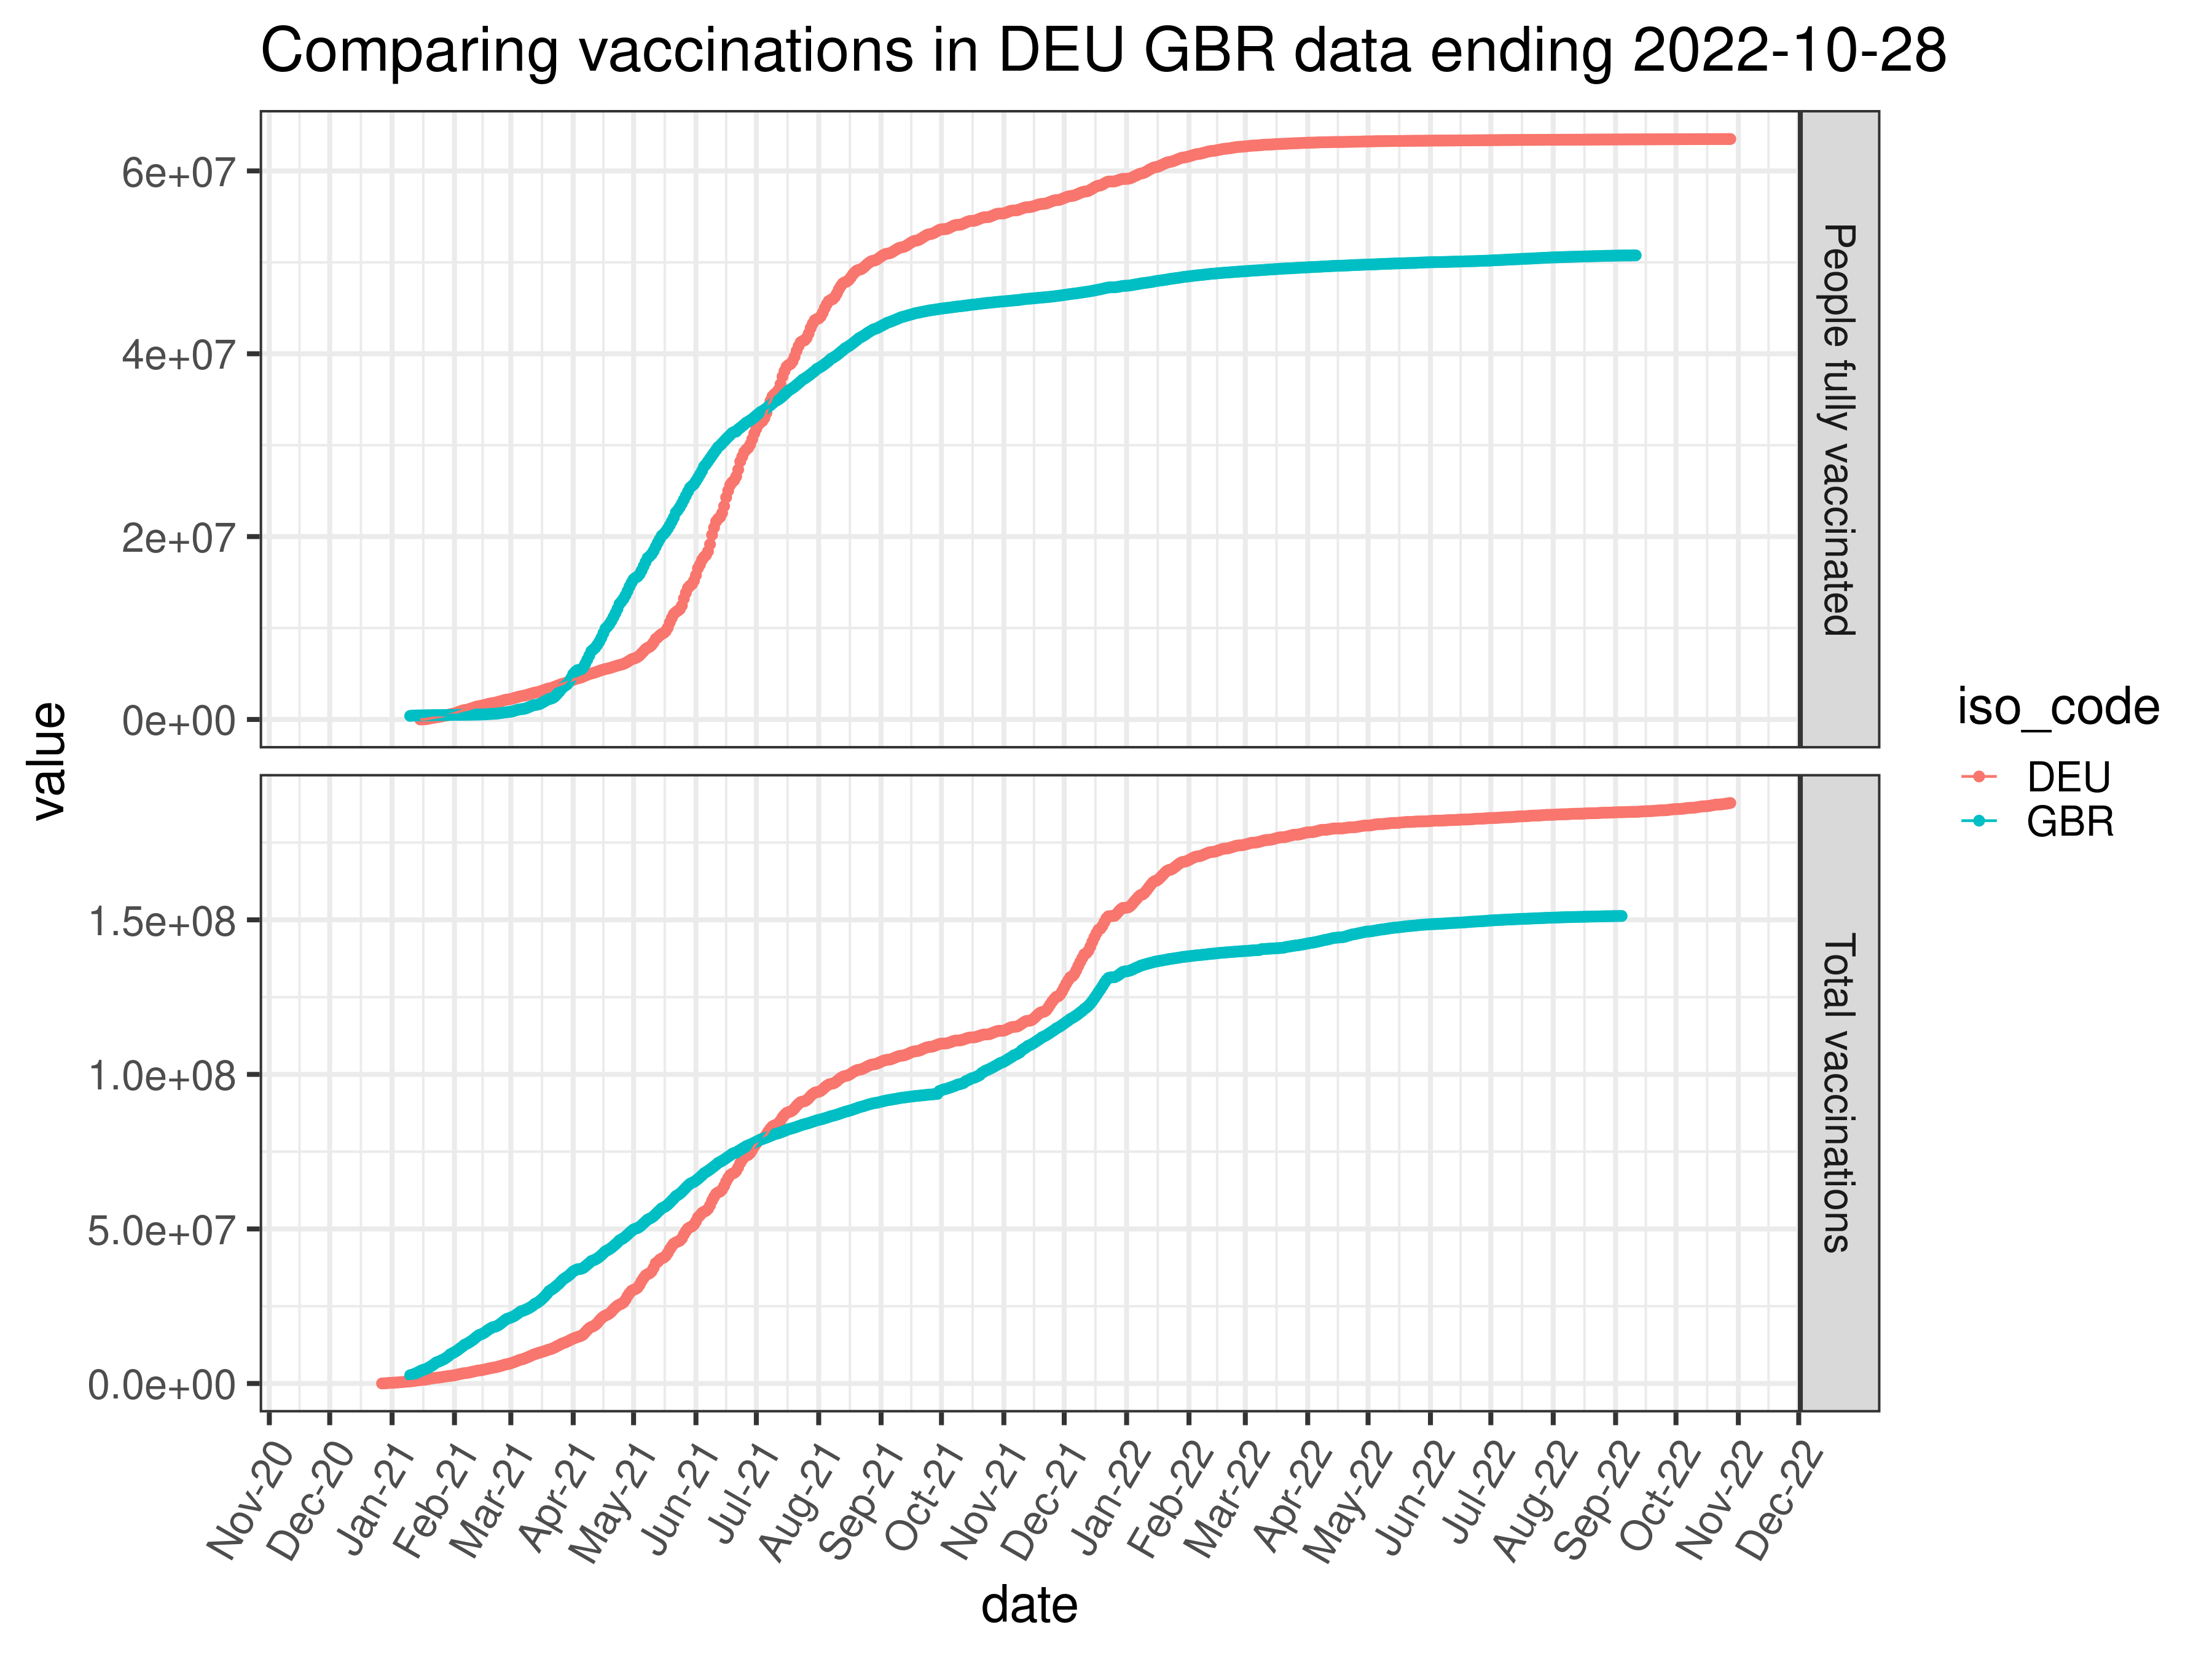 Comparing vaccinations in DEU GBR data ending 2022-10-28
value
6e+07
4e+07
2e+07
0e+00
People fully vaccinated
1.5e+08
1.0e+08
5.0e+07
0.0e+00
Total vaccinations
iso_code
DEU
GBR
Nov-20
Dec-20
Jan-21
Feb-21
Mar-21
Apr-21
May-21
Jun-21
Jul-21
Aug-21
Sep-21
Oct-21
Nov-21
Dec-21
Jan-22
Feb-22
Mar-22
Apr-22
May-22
Jun-22
Jul-22
Aug-22
Sep-22
Oct-22
Nov-22
Dec-22
date